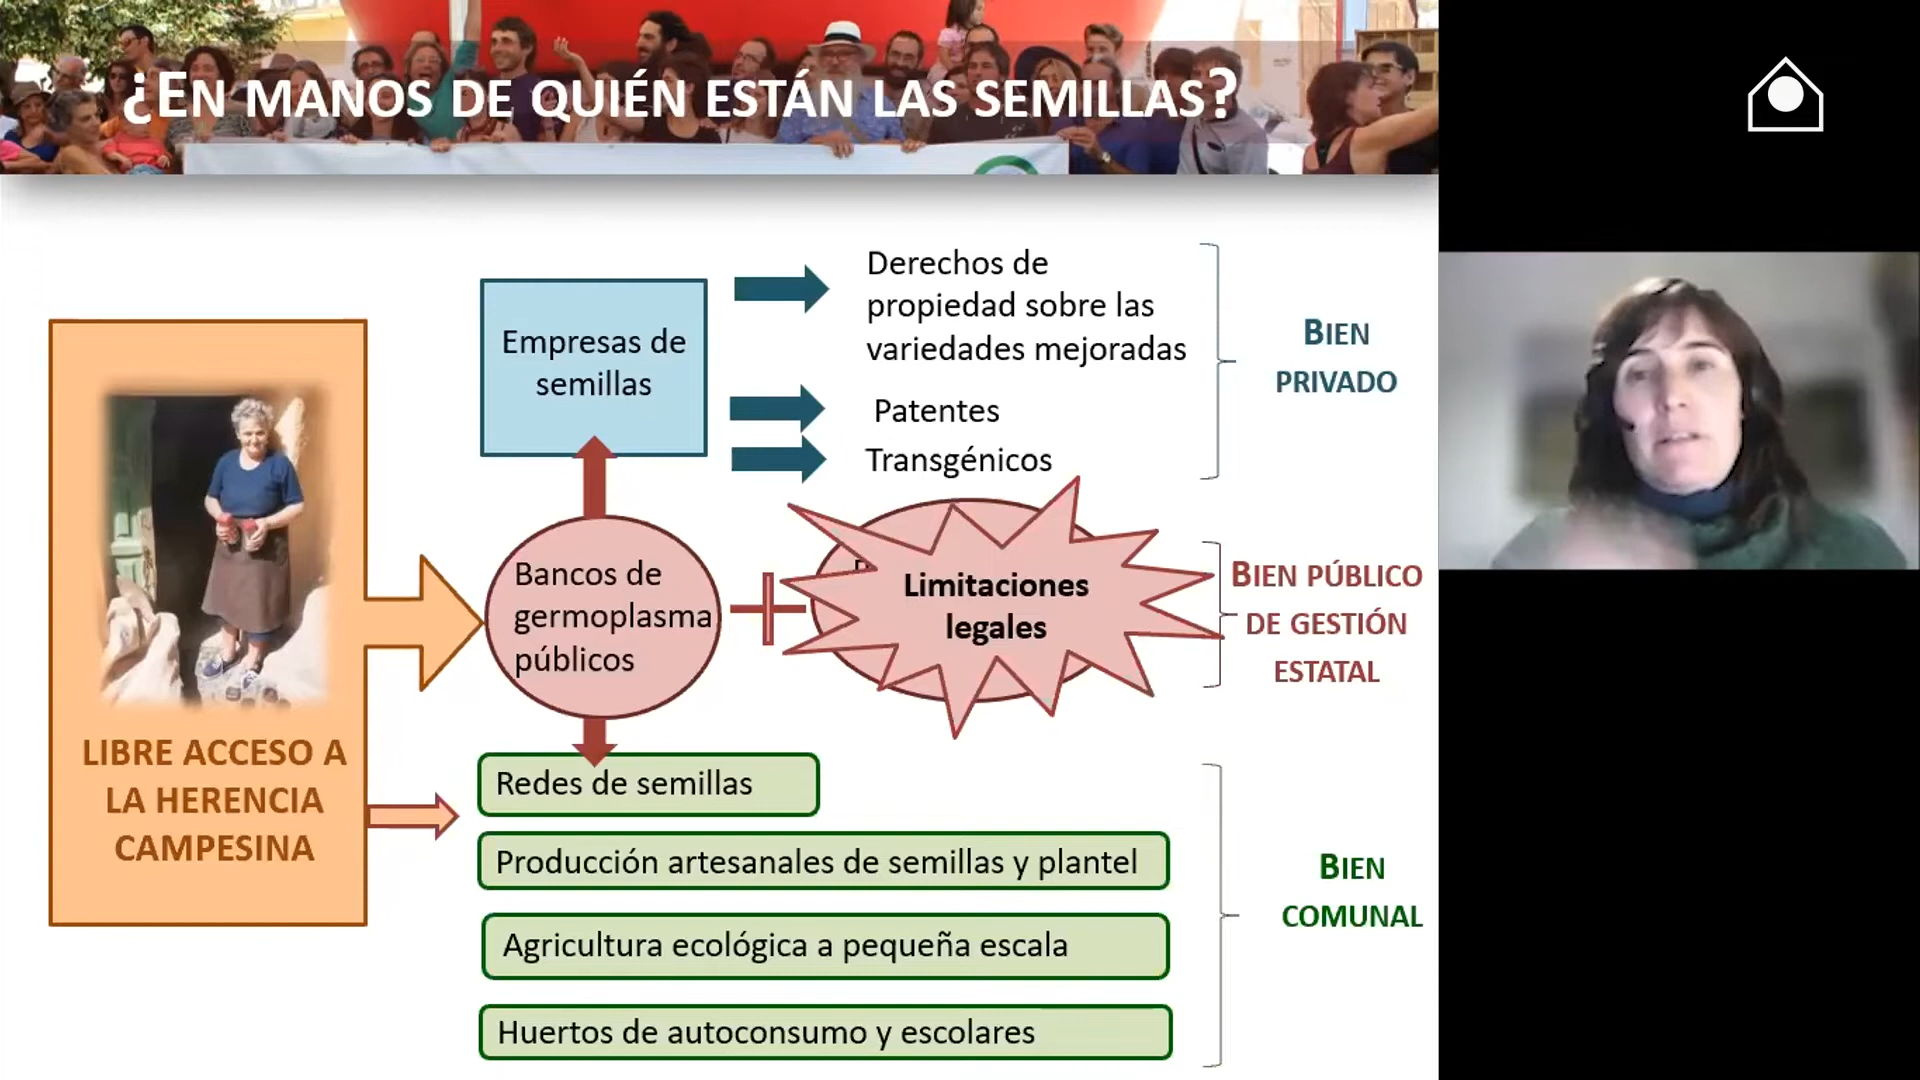 ¿EN MANOS DE QUIÉN ESTÁN LAS SEMILLAS?
LIBRE ACCESO A
LA HERENCIA
CAMPESINA
Empresas de
semillas
Derechos de
propiedad sobre las
variedades mejoradas
Patentes
Transgénicos
BIEN
PRIVADO
Bancos de
germoplasma
públicos
Limitaciones
legales
BIEN PÚBLICO
DE GESTIÓN
ESTATAL
Redes de semillas
Producción artesanales de semillas y plantel
Agricultura ecológica a pequeña escala
Huertos de autoconsumo y escolares
BIEN
COMUNAL